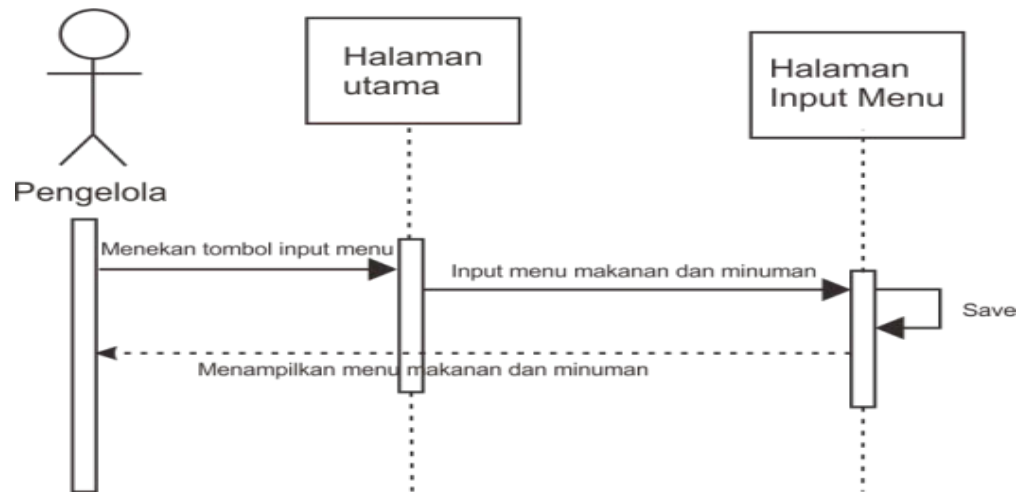 Halaman
utama
Halaman
Input Menu
Pengelola
Menekan tombol input menu
Input menu makanan dan minuman
Save
Menampilkan menu makanan dan minuman